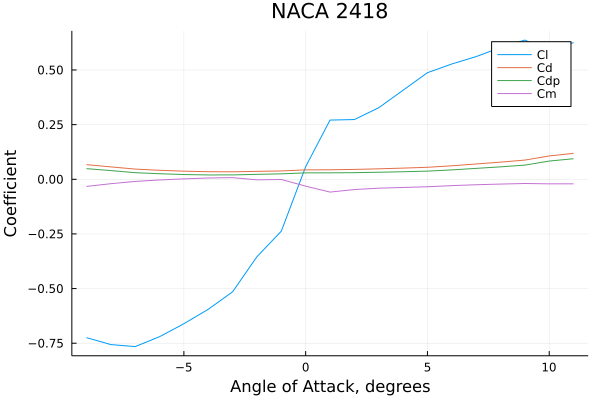 NACA 2418
Cl
Cd
Cdp
Cm
0.50
0.25
0.00
−0.25
−0.50
−0.75
Coefficient
−5
0
5
10
Angle of Attack, degrees